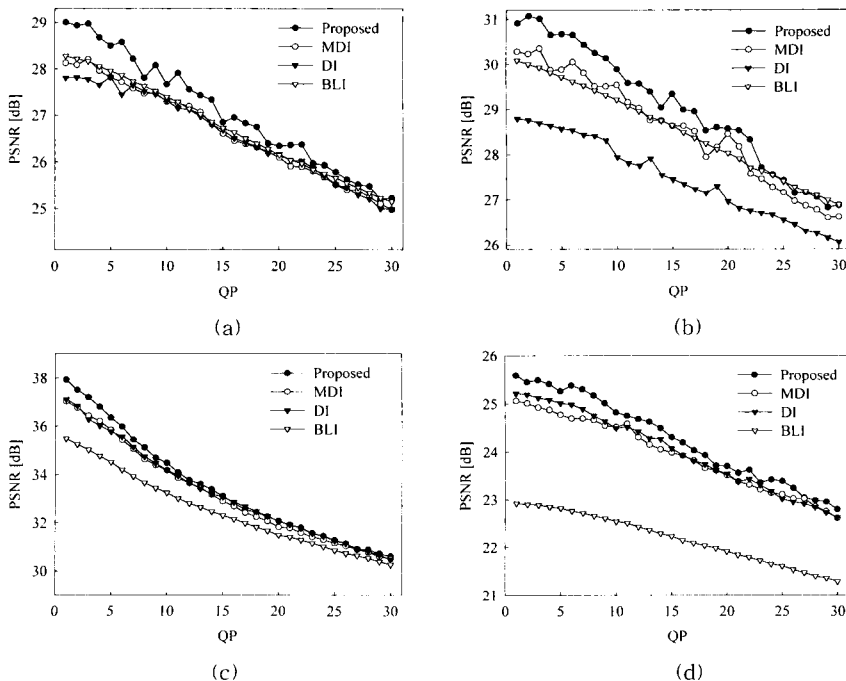 Proposed
MDI
DI
BLI
PSNR [dB]
29
28
27
26
25
0 5 10 15 20 25 30
QP
(a)
Proposed
MDI
DI
BLI
PSNR [dB]
31
30
29
28
27
26
0 5 10 15 20 25 30
QP
(b)
Proposed
MDI
DI
BLI
PSNR [dB]
38
36
34
32
30
0 5 10 15 20 25 30
QP
(c)
Proposed
MDI
DI
BLI
PSNR [dB]
26
25
24
23
22
21
0 5 10 15 20 25 30
QP
(d)